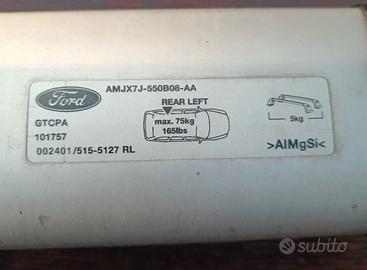 Ford
AMJX7J-550B08-AA
REAR LEFT
max. 75kg
165lbs
GTCPA
101757
002401/515-5127 RL
5kg
>AlMgSi<
subito